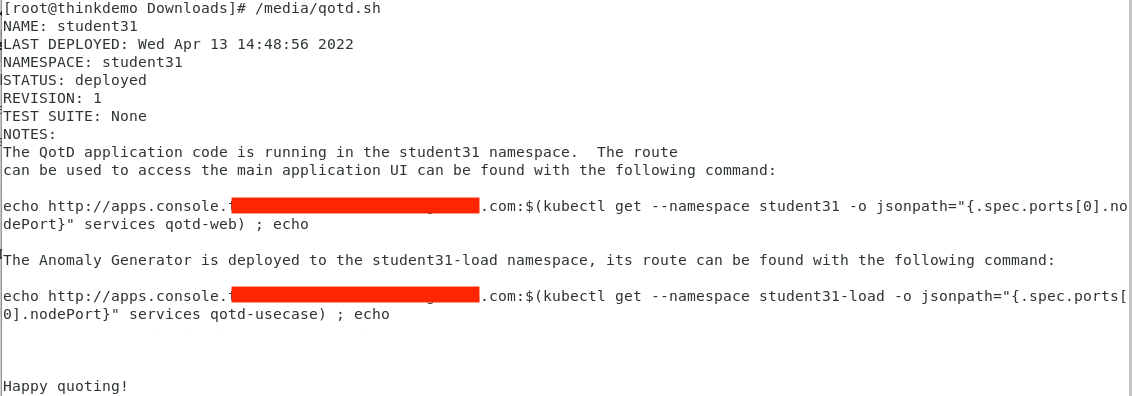 [root@thinkdemo Downloads]# /media/qotd.sh
NAME: student31
LAST DEPLOYED: Wed Apr 13 14:48:56 2022
NAMESPACE: student31
STATUS: deployed
REVISION: 1
TEST SUITE: None
NOTES:
The QotD application code is running in the student31 namespace.  The route
can be used to access the main application UI can be found with the following command:
echo http://apps.console. .com:$(kubectl get --namespace student31 -o jsonpath="{.spec.ports[0].no
dePort}" services qotd-web) ; echo
The Anomaly Generator is deployed to the student31-load namespace, its route can be found with the following command:
echo http://apps.console. .com:$(kubectl get --namespace student31-load -o jsonpath="{.spec.ports[
0].nodePort}" services qotd-usecase) ; echo
Happy quoting!